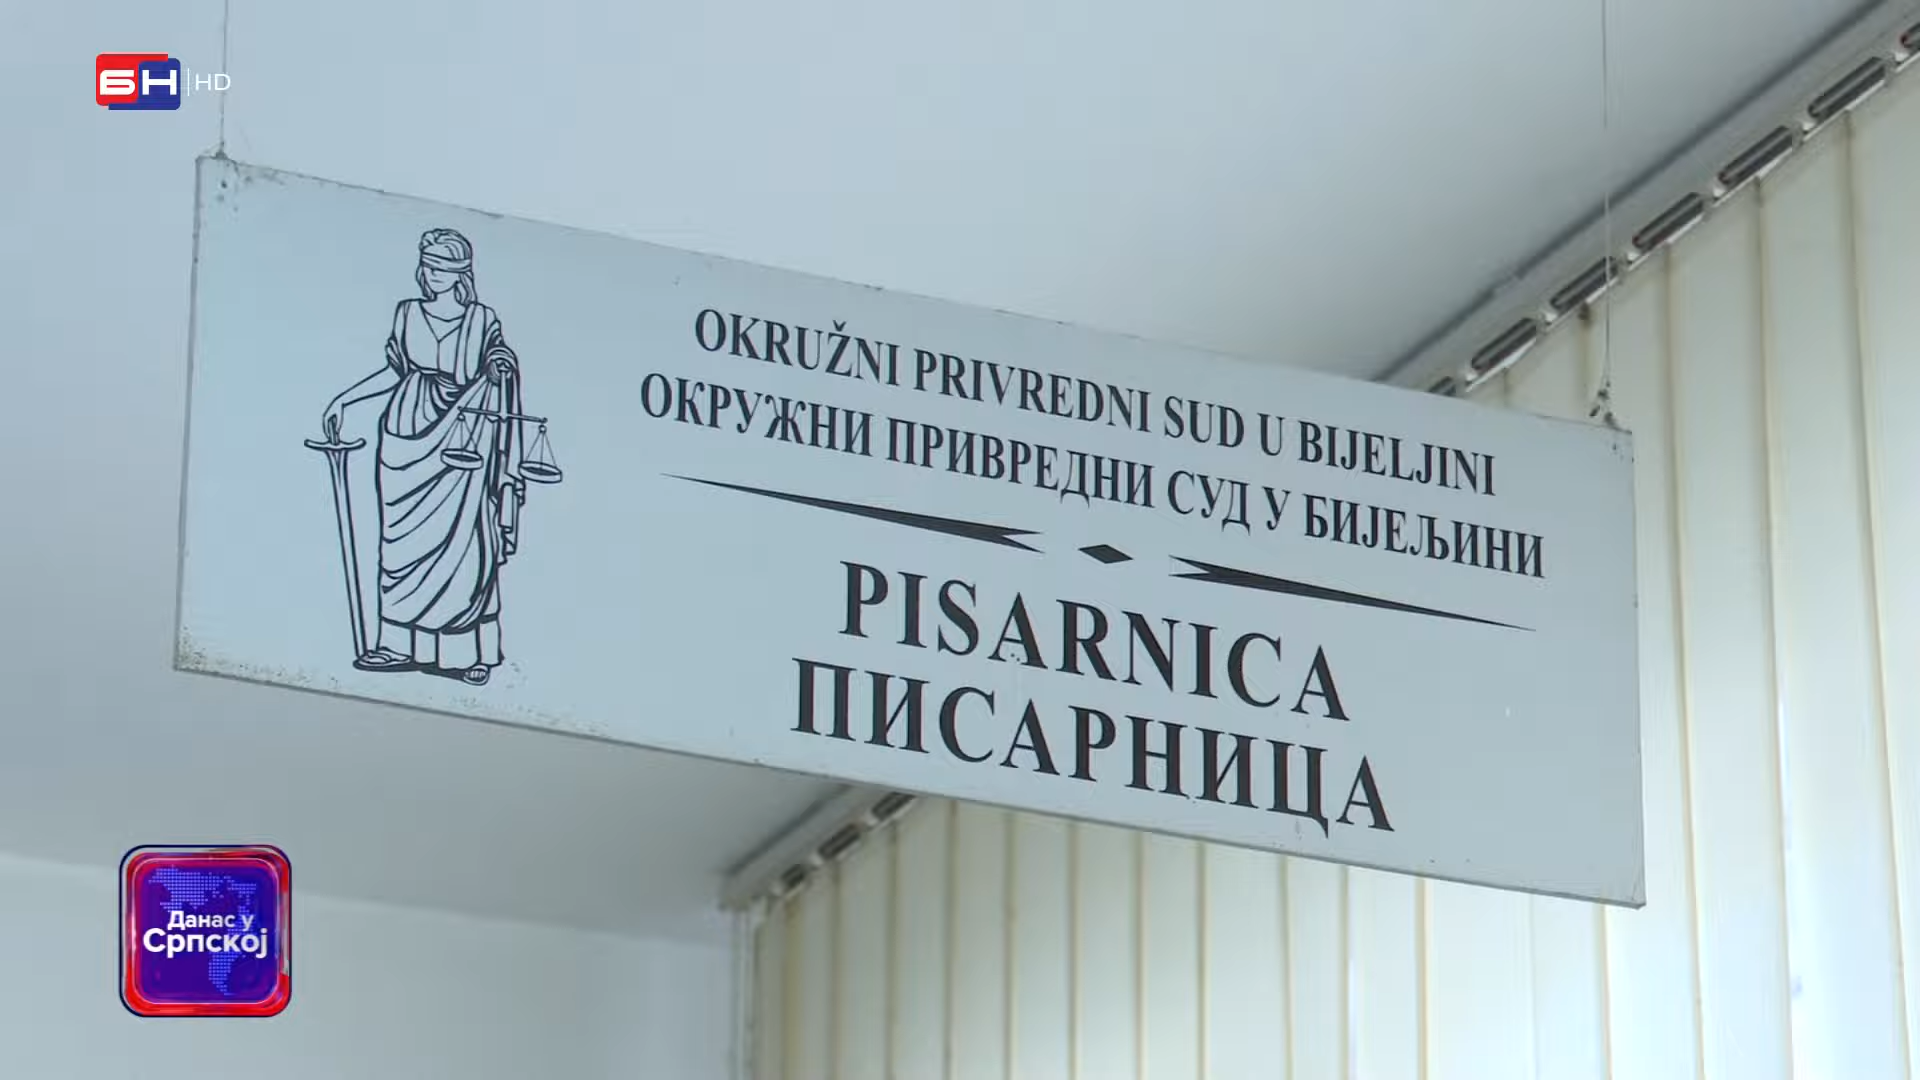 БН HD
OKRUŽNI PRIVREDNI SUD U BIJELJINI
ОКРУЖНИ ПРИВРЕДНИ СУД У БИЈЕЉИНИ
PISARNICA
ПИСАРНИЦА
Данас у
Српској